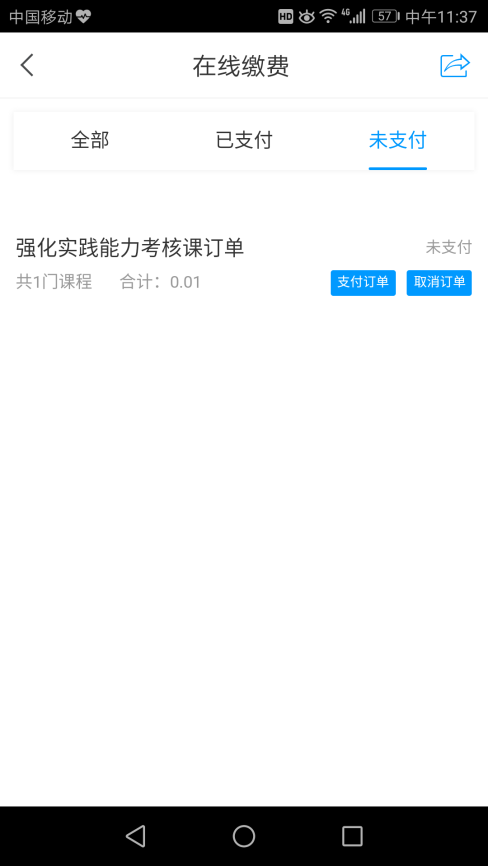 中国移动 HD 4G 57 中午11:37
在线缴费
全部 已支付 未支付
强化实践能力考核课订单 未支付
共1门课程 合计：0.01 支付订单 取消订单